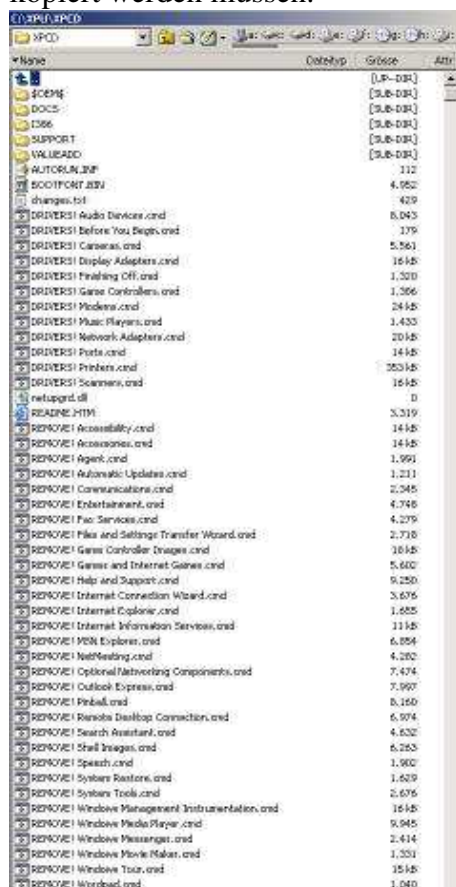 kopiert werden müssen.
C:\XPLI\XPCD
XPCD
Name Dateityp Grösse Attr
[UP--DIR]
$OEM$ [SUB-DIR]
DOCS [SUB-DIR]
I386 [SUB-DIR]
SUPPORT [SUB-DIR]
VALUEADD [SUB-DIR]
AUTORUN.INF 112
BOOTFONT.BIN 4.952
changes.txt 429
DRIVERS! Audio Devices.cmd 8.043
DRIVERS! Before You Begin.cmd 179
DRIVERS! Cameras.cmd 5.561
DRIVERS! Display Adapters.cmd 16 kB
DRIVERS! Finishing Off.cmd 1.320
DRIVERS! Game Controllers.cmd 1.386
DRIVERS! Modems.cmd 24 kB
DRIVERS! Music Players.cmd 1.433
DRIVERS! Network Adapters.cmd 20 kB
DRIVERS! Ports.cmd 14 kB
DRIVERS! Printers.cmd 353 kB
DRIVERS! Scanners.cmd 16 kB
netupgrd.dll 0
README.HTM 3.319
REMOVE! Accessibility.cmd 14 kB
REMOVE! Accessories.cmd 14 kB
REMOVE! Agent.cmd 1.991
REMOVE! Automatic Updates.cmd 1.211
REMOVE! Communications.cmd 2.345
REMOVE! Entertainment.cmd 4.746
REMOVE! Fax Services.cmd 4.279
REMOVE! Files and Settings Transfer Wizard.cmd 2.718
REMOVE! Game Controller Images.cmd
REMOVE! Games and Internet Games.cmd 5.602
REMOVE! Help and Support.cmd 9.250
REMOVE! Internet Connection Wizard.cmd 3.676
REMOVE! Internet Explorer.cmd 1.685
REMOVE! Internet Information Services.cmd 11 kB
REMOVE! MSN Explorer.cmd 6.854
REMOVE! NetMeeting.cmd 4.282
REMOVE! Optional Networking Components.cmd 7.474
REMOVE! Outlook Express.cmd 7.997
REMOVE! Pinball.cmd 8.160
REMOVE! Remote Desktop Connection.cmd 6.974
REMOVE! Search Assistant.cmd 4.632
REMOVE! Shell Images.cmd 6.263
REMOVE! Speech.cmd 1.902
REMOVE! System Restore.cmd 1.629
REMOVE! System Tools.cmd 2.676
REMOVE! Windows Management Instrumentation.cmd 16 kB
REMOVE! Windows Media Player.cmd 9.945
REMOVE! Windows Messenger.cmd 2.414
REMOVE! Windows Movie Maker.cmd 1.331
REMOVE! Windows Tour.cmd 15 kB
REMOVE! Wordpad.cmd 1.040